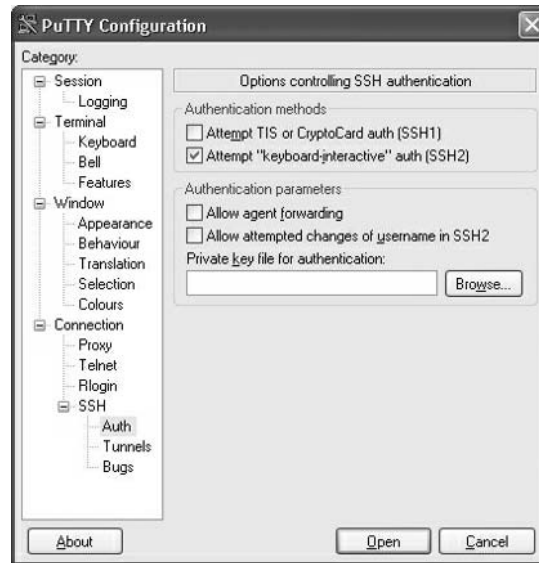 PuTTY Configuration
Category:
Session
Logging
Terminal
Keyboard
Bell
Features
Window
Appearance
Behaviour
Translation
Selection
Colours
Connection
Proxy
Telnet
Rlogin
SSH
Auth
Tunnels
Bugs
Options controlling SSH authentication
Authentication methods
Attempt TIS or CryptoCard auth (SSH1)
Attempt "keyboard-interactive" auth (SSH2)
Authentication parameters
Allow agent forwarding
Allow attempted changes of username in SSH2
Private key file for authentication:
Browse...
About
Open
Cancel